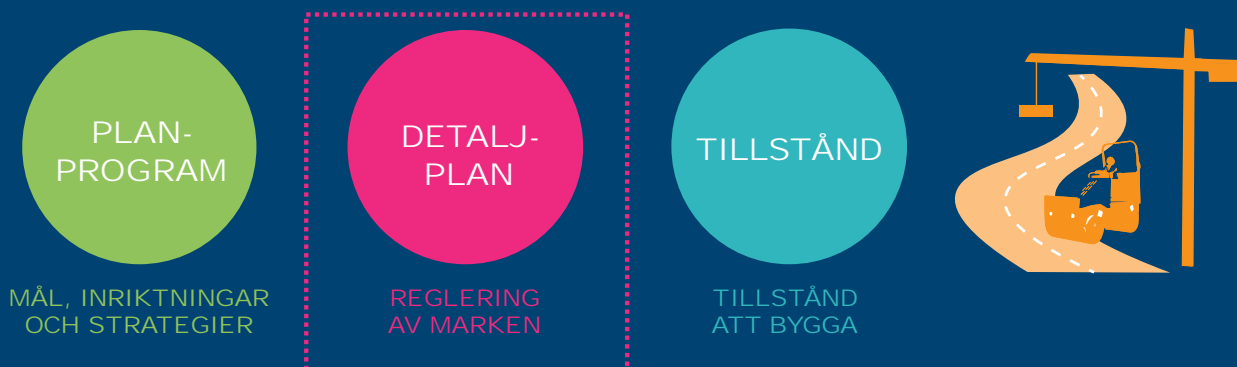 PLAN-
PROGRAM
MÅL, INRIKTNINGAR
OCH STRATEGIER
DETALJ-
PLAN
REGLERING
AV MARKEN
TILLSTÅND
TILLSTÅND
ATT BYGGA